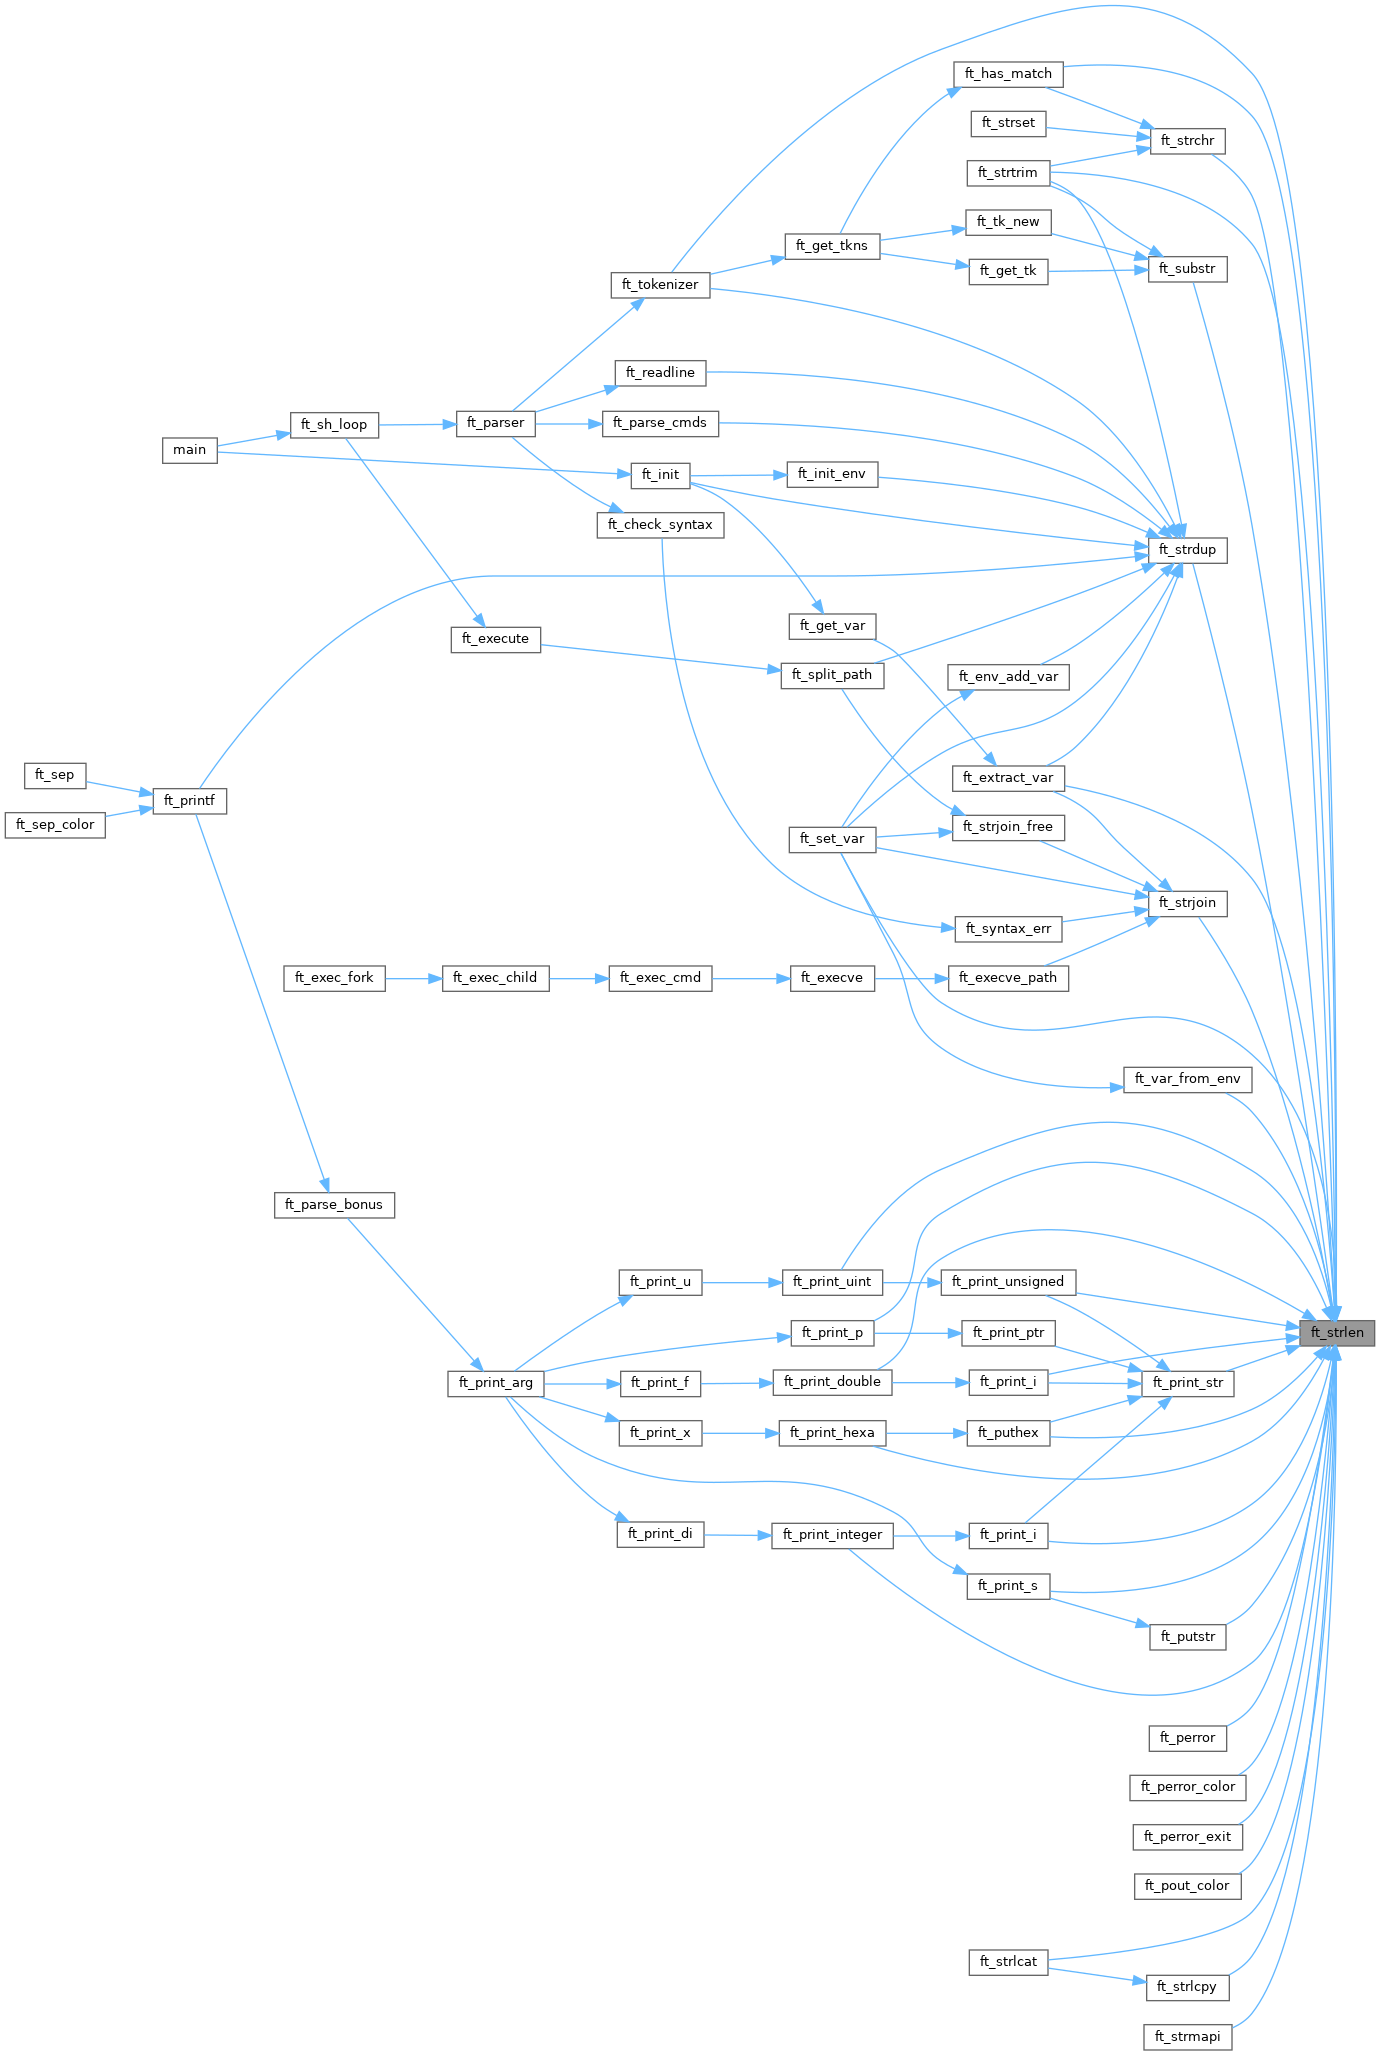 ft_has_match
ft_strset
ft_strchr
ft_strtrim
ft_tk_new
ft_get_tkns
ft_substr
ft_get_tk
ft_tokenizer
ft_readline
ft_parser
ft_parse_cmds
ft_sh_loop
main
ft_init
ft_init_env
ft_check_syntax
ft_strdup
ft_get_var
ft_execute
ft_split_path
ft_env_add_var
ft_sep
ft_extract_var
ft_printf
ft_sep_color
ft_strjoin_free
ft_set_var
ft_strjoin
ft_syntax_err
ft_exec_fork
ft_exec_child
ft_exec_cmd
ft_execve
ft_execve_path
ft_var_from_env
ft_parse_bonus
ft_print_u
ft_print_uint
ft_print_unsigned
ft_print_p
ft_print_ptr
ft_strlen
ft_print_arg
ft_print_f
ft_print_double
ft_print_i
ft_print_str
ft_print_x
ft_print_hexa
ft_puthex
ft_print_di
ft_print_integer
ft_print_i
ft_print_s
ft_putstr
ft_perror
ft_perror_color
ft_perror_exit
ft_pout_color
ft_strlcat
ft_strlcpy
ft_strmapi